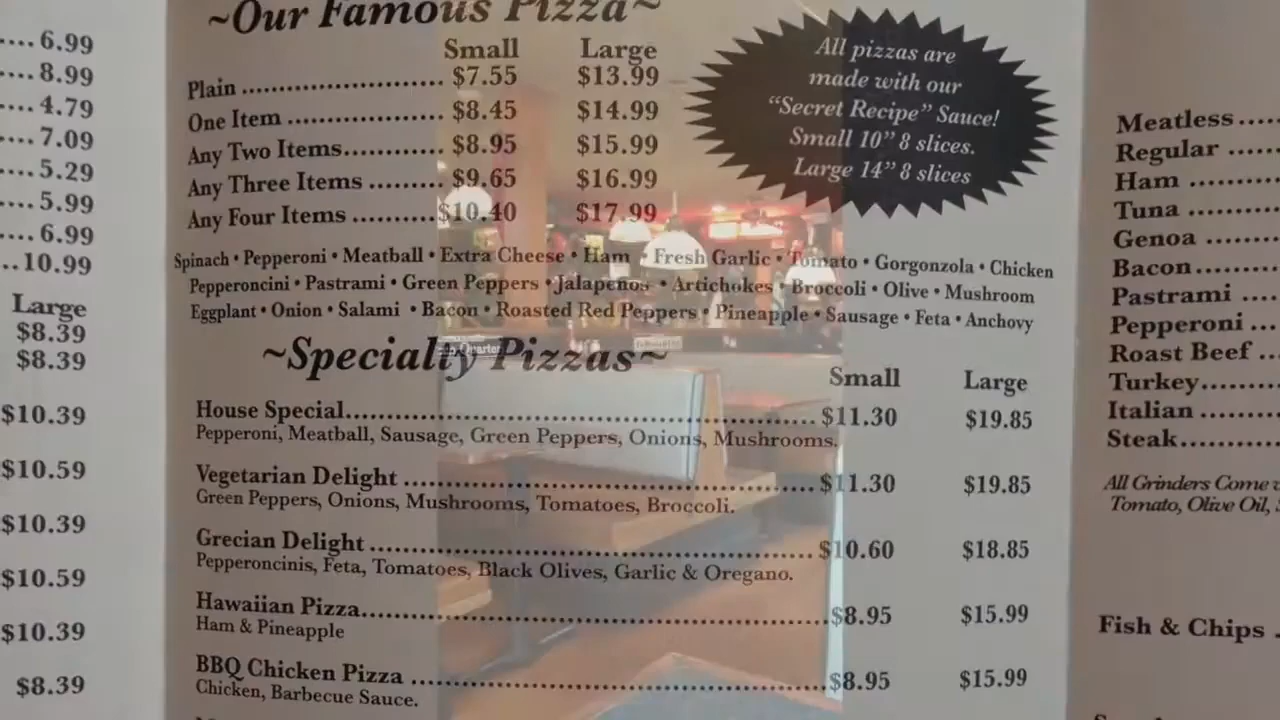 .... 6.99
.... 8.99
.... 4.79
.... 7.09
.... 5.29
.... 5.99
.... 6.99
..10.99
Large
$8.39
$8.39
$10.39
$10.59
$10.39
$10.59
$10.39
$8.39
~Our Famous Pizza~
Small Large
Plain ........................ $7.55 $13.99
One Item .................. $8.45 $14.99
Any Two Items............ $8.95 $15.99
Any Three Items ......... $9.65 $16.99
Any Four Items ..........$10.40 $17.99
All pizzas are
made with our
"Secret Recipe" Sauce!
Small 10" 8 slices.
Large 14" 8 slices
Spinach • Pepperoni • Meatball • Extra Cheese • Ham • Fresh Garlic • Tomato • Gorgonzola • Chicken
Pepperoncini • Pastrami • Green Peppers • Jalapenos • Artichokes • Broccoli • Olive • Mushroom
Eggplant • Onion • Salami • Bacon • Roasted Red Peppers • Pineapple • Sausage • Feta • Anchovy
~Specialty Pizzas~
Small Large
House Special.................................................. $11.30 $19.85
Pepperoni, Meatball, Sausage, Green Peppers, Onions, Mushrooms.
Vegetarian Delight ............................................ $11.30 $19.85
Green Peppers, Onions, Mushrooms, Tomatoes, Broccoli.
Grecian Delight ................................................ $10.60 $18.85
Pepperoncinis, Feta, Tomatoes, Black Olives, Garlic & Oregano.
Hawaiian Pizza..................................................$8.95 $15.99
Ham & Pineapple
BBQ Chicken Pizza ............................................$8.95 $15.99
Chicken, Barbecue Sauce.
Meatless.....
Regular ......
Ham ..........
Tuna ..........
Genoa ........
Bacon.........
Pastrami ....
Pepperoni ...
Roast Beef ..
Turkey........
Italian ........
Steak..........
All Grinders Come
Tomato, Olive Oil,
Fish & Chips .